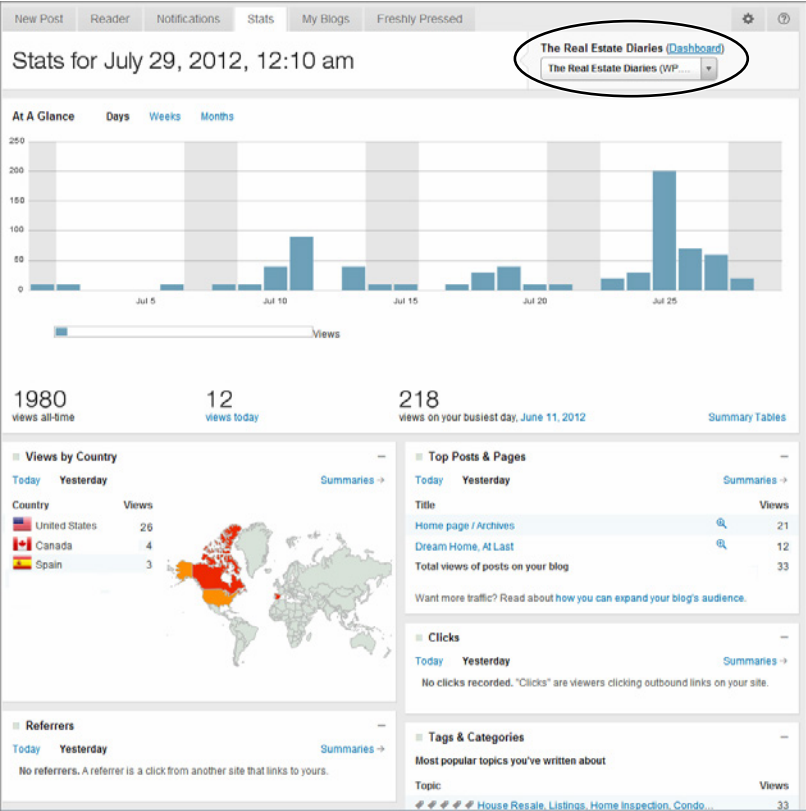 New Post Reader Notifications Stats My Blogs Freshly Pressed
Stats for July 29, 2012, 12:10 am
The Real Estate Diaries (Dashboard)
The Real Estate Diaries (WP....
At A Glance Days Weeks Months
250
200
150
100
50
0
Jul 5 Jul 10 Jul 15 Jul 20 Jul 25
Views
1980 12 218
views all-time views today views on your busiest day, June 11, 2012 Summary Tables
Views by Country
Today Yesterday Summaries →
Country Views
United States 26
Canada 4
Spain 3
Referrers
Today Yesterday Summaries →
No referrers. A referrer is a click from another site that links to yours.
Top Posts & Pages
Today Yesterday Summaries →
Title Views
Home page / Archives 21
Dream Home, At Last 12
Total views of posts on your blog 33
Want more traffic? Read about how you can expand your blog's audience.
Clicks
Today Yesterday Summaries →
No clicks recorded. "Clicks" are viewers clicking outbound links on your site.
Tags & Categories
Most popular topics you've written about
Topic Views
House Resale, Listings, Home Inspection, Condo... 33